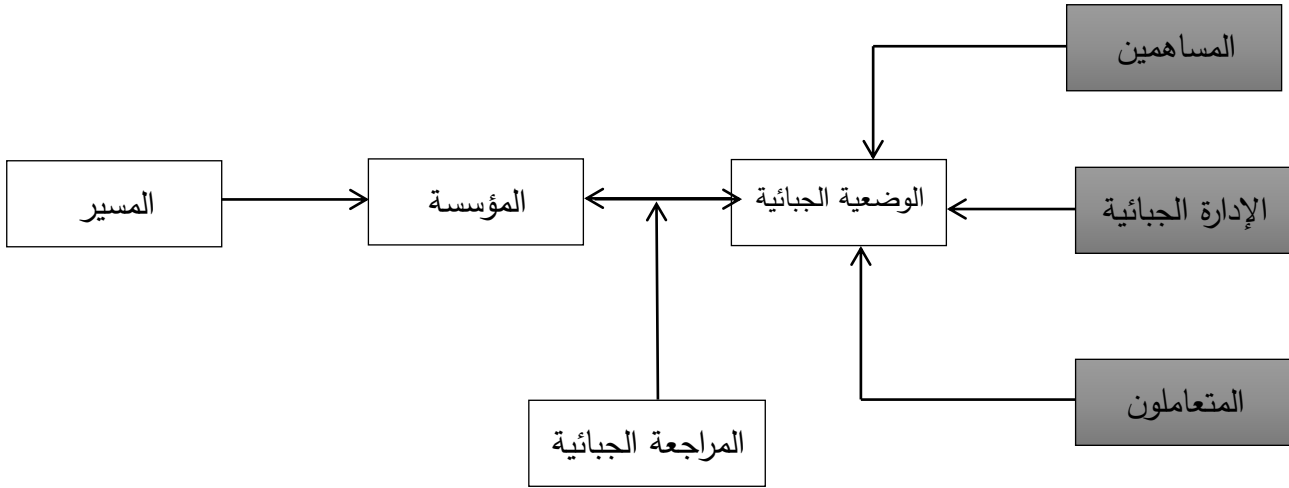 المساهمين
الإدارة الجبائية
الوضعية الجبائية
المؤسسة
المسير
المتعاملون
المراجعة الجبائية